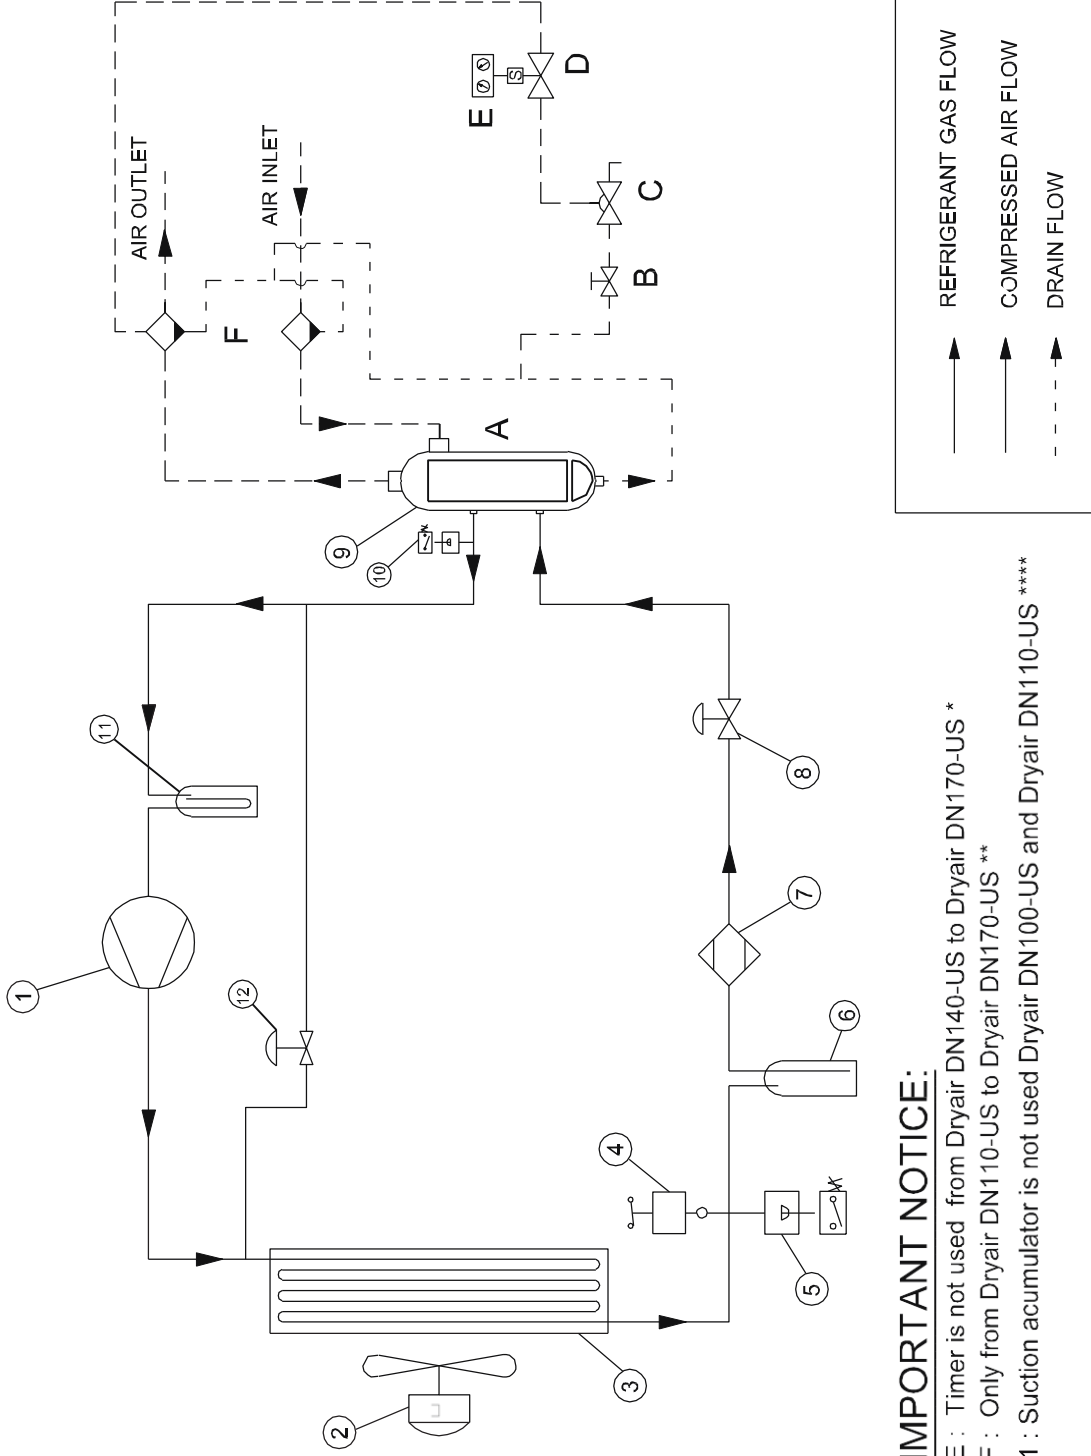 AIR OUTLET
AIR INLET
E
D
C
B
F
A
S
9
10
11
1
12
8
7
6
4
5
3
2
REFRIGERANT GAS FLOW
COMPRESSED AIR FLOW
DRAIN FLOW
IMPORTANT NOTICE:
E : Timer is not used from Dryair DN140-US to Dryair DN170-US *
F : Only from Dryair DN110-US to Dryair DN170-US **
1 : Suction acumulator is not used Dryair DN100-US and Dryair DN110-US ****